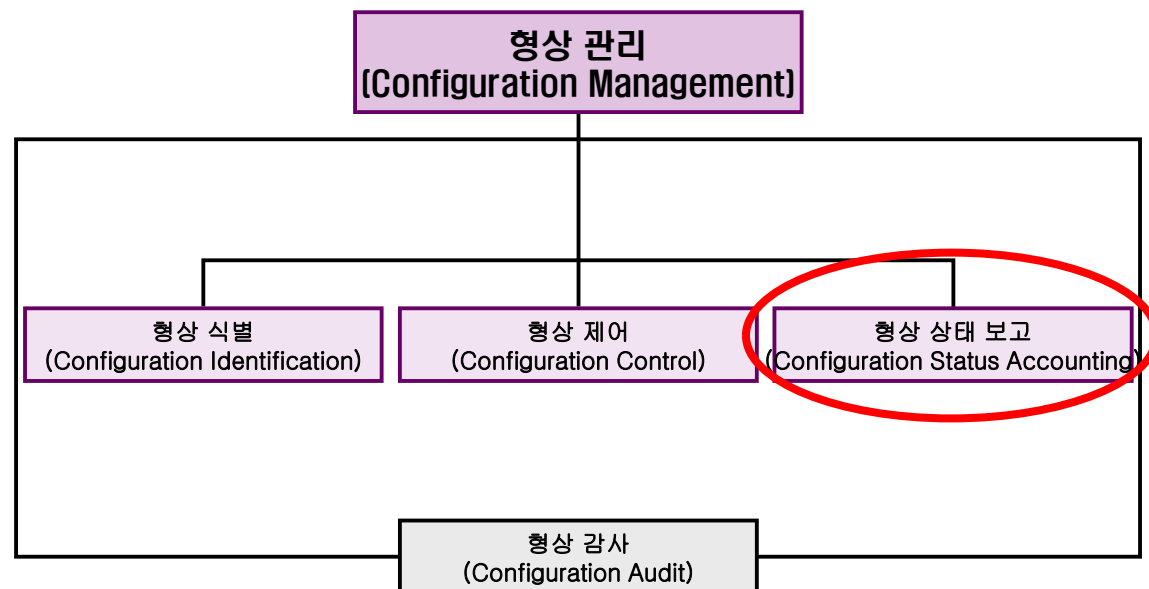 형상 관리
(Configuration Management)
형상 식별
(Configuration Identification)
형상 제어
(Configuration Control)
형상 상태 보고
(Configuration Status Accounting)
형상 감사
(Configuration Audit)